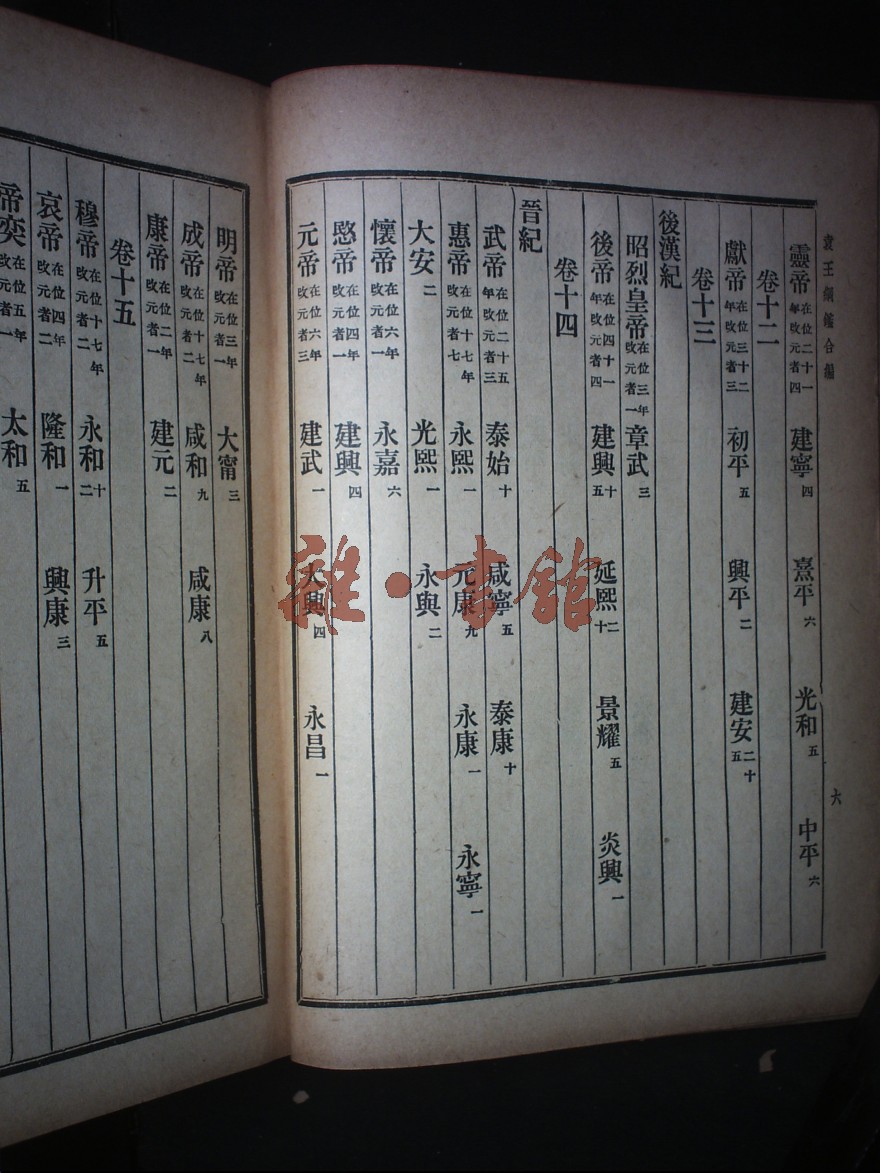 袁王綱鑑合編
六
靈帝 在位二十一年改元者四 建寧四 熹平六 光和五 中平六
卷十二
獻帝 在位三十二年改元者三 初平五 興平二 建安二十五
卷十三
後漢紀
昭烈皇帝 在位三年改元者一 章武三
後帝 在位四十一年改元者四 建興十五 延熙二十 景耀五 炎興一
卷十四
晉紀
武帝 在位二十五年改元者三 泰始十 咸寧五 泰康十
惠帝 在位十七年改元者七 永熙一 元康九 永康一 永寧一
大安二 光熙一 永興二
懷帝 在位六年改元者一 永嘉六
愍帝 在位四年改元者一 建興四
元帝 在位六年改元者三 建武一 大興四 永昌一
明帝 在位三年改元者一 大甯三
成帝 在位十七年改元者二 咸和九 咸康八
康帝 在位二年改元者一 建元二
卷十五
穆帝 在位十七年改元者二 永和十二 升平五
哀帝 在位四年改元者二 隆和一 興康三
帝奕 在位五年改元者一 太和五
雜·書館